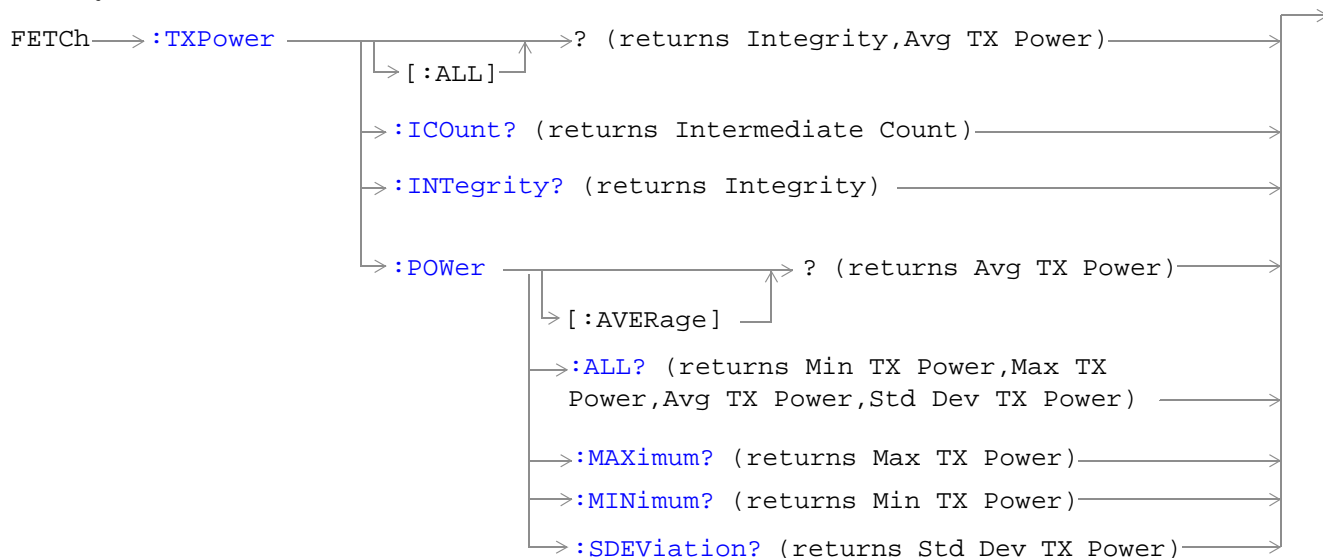 FETCh :TXPower ? (returns Integrity,Avg TX Power)
[:ALL]
:ICOunt? (returns Intermediate Count)
:INTegrity? (returns Integrity)
:POWer ? (returns Avg TX Power)
[:AVERage]
:ALL? (returns Min TX Power,Max TX
Power,Avg TX Power,Std Dev TX Power)
:MAXimum? (returns Max TX Power)
:MINimum? (returns Min TX Power)
:SDEViation? (returns Std Dev TX Power)